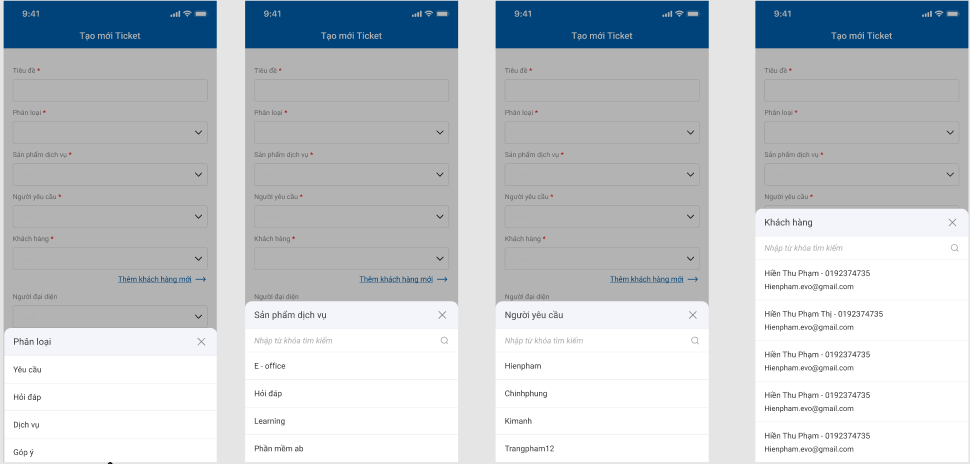 9:41
Tạo mới Ticket
Tiêu đề *
Phân loại *
Sản phẩm dịch vụ *
Người yêu cầu *
Khách hàng *
Thêm khách hàng mới →
Người đại diện
Phân loại
Yêu cầu
Hỏi đáp
Dịch vụ
Góp ý
9:41
Tạo mới Ticket
Tiêu đề *
Phân loại *
Sản phẩm dịch vụ *
Người yêu cầu *
Khách hàng *
Thêm khách hàng mới →
Người đại diện
Sản phẩm dịch vụ
Nhập từ khóa tìm kiếm
E - office
Hỏi đáp
Learning
Phần mềm ab
9:41
Tạo mới Ticket
Tiêu đề *
Phân loại *
Sản phẩm dịch vụ *
Người yêu cầu *
Khách hàng *
Thêm khách hàng mới →
Người đại diện
Người yêu cầu
Nhập từ khóa tìm kiếm
Hienpham
Chinhphung
Kimanh
Trangpham12
9:41
Tạo mới Ticket
Tiêu đề *
Phân loại *
Sản phẩm dịch vụ *
Người yêu cầu *
Khách hàng
Nhập từ khóa tìm kiếm
Hiền Thu Phạm - 0192374735
Hienpham.evo@gmail.com
Hiền Thu Phạm Thị - 0192374735
Hienpham.evo@gmail.com
Hiền Thu Phạm - 0192374735
Hienpham.evo@gmail.com
Hiền Thu Phạm - 0192374735
Hienpham.evo@gmail.com
Hiền Thu Phạm - 0192374735
Hienpham.evo@gmail.com